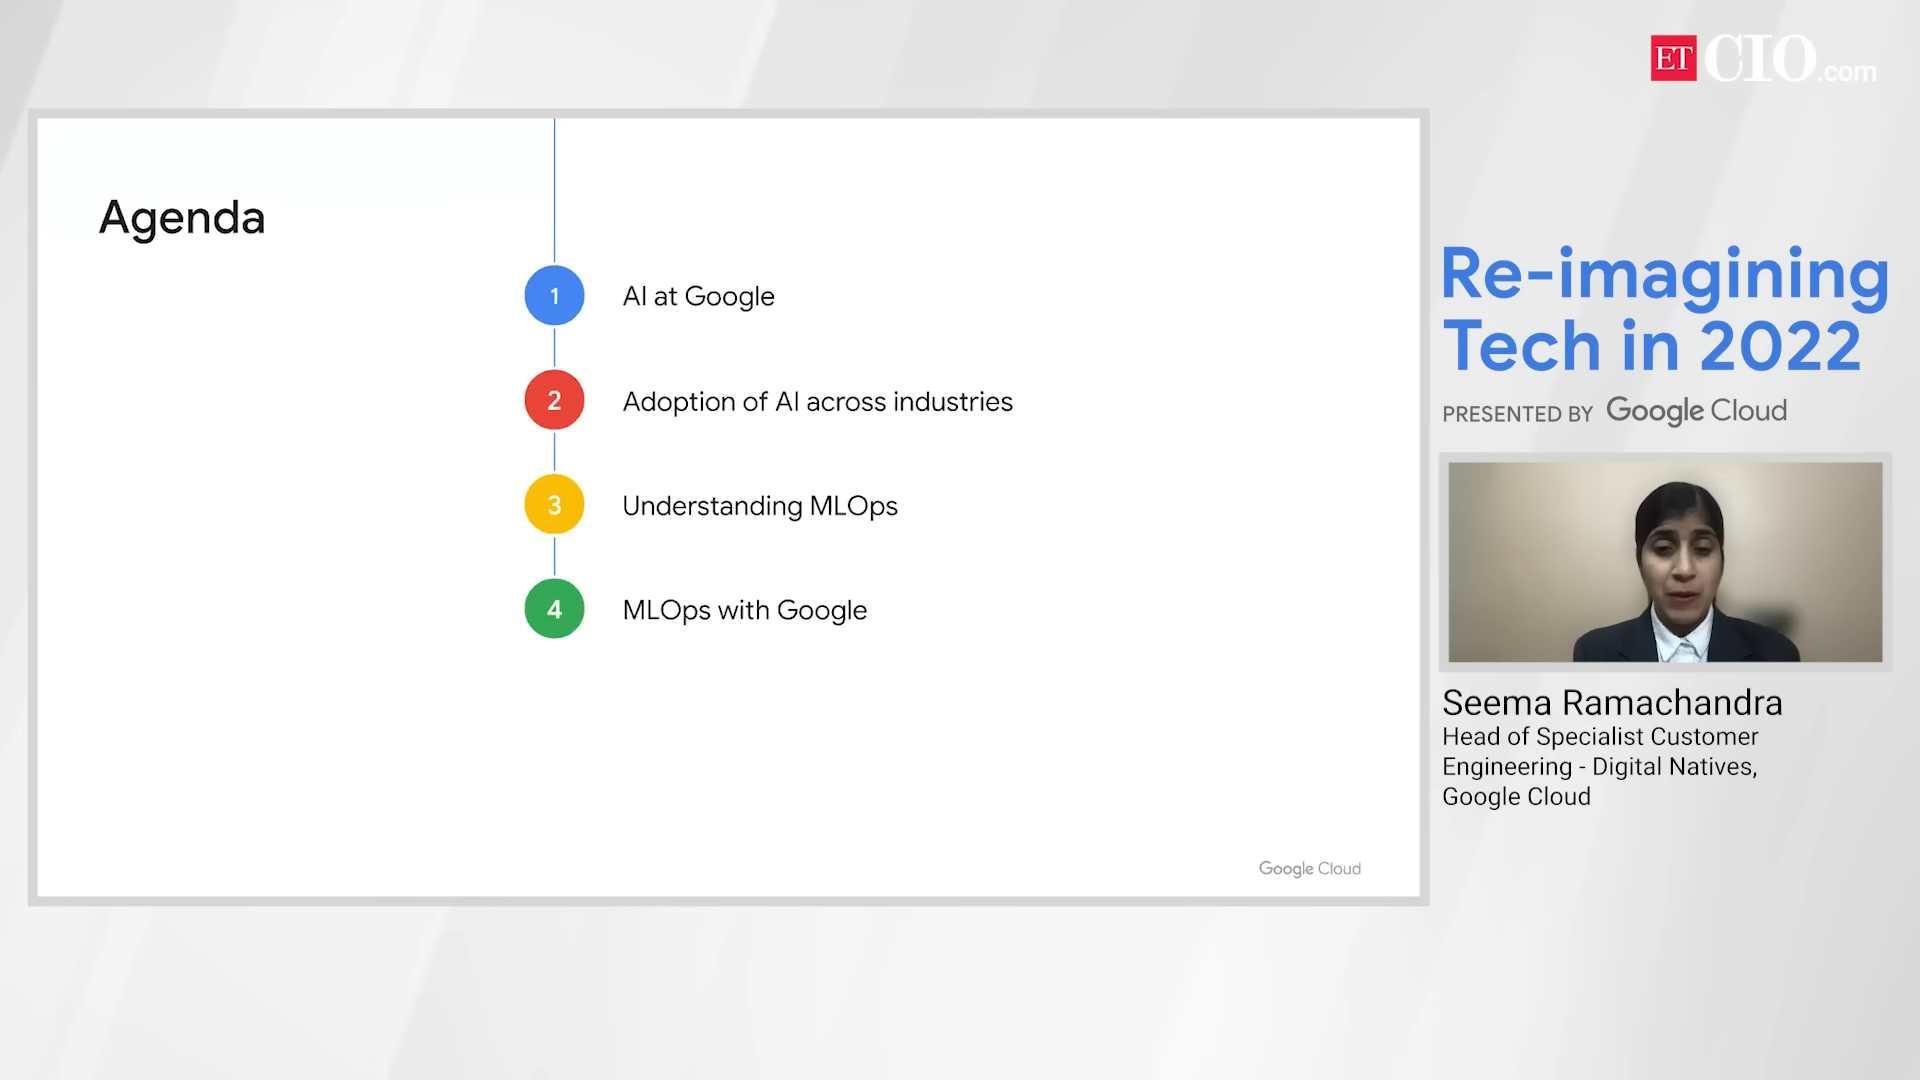 ET CIO.com
Agenda
1 AI at Google
2 Adoption of AI across industries
3 Understanding MLOps
4 MLOps with Google
Google Cloud
Re-imagining
Tech in 2022
PRESENTED BY Google Cloud
Seema Ramachandra
Head of Specialist Customer
Engineering - Digital Natives,
Google Cloud